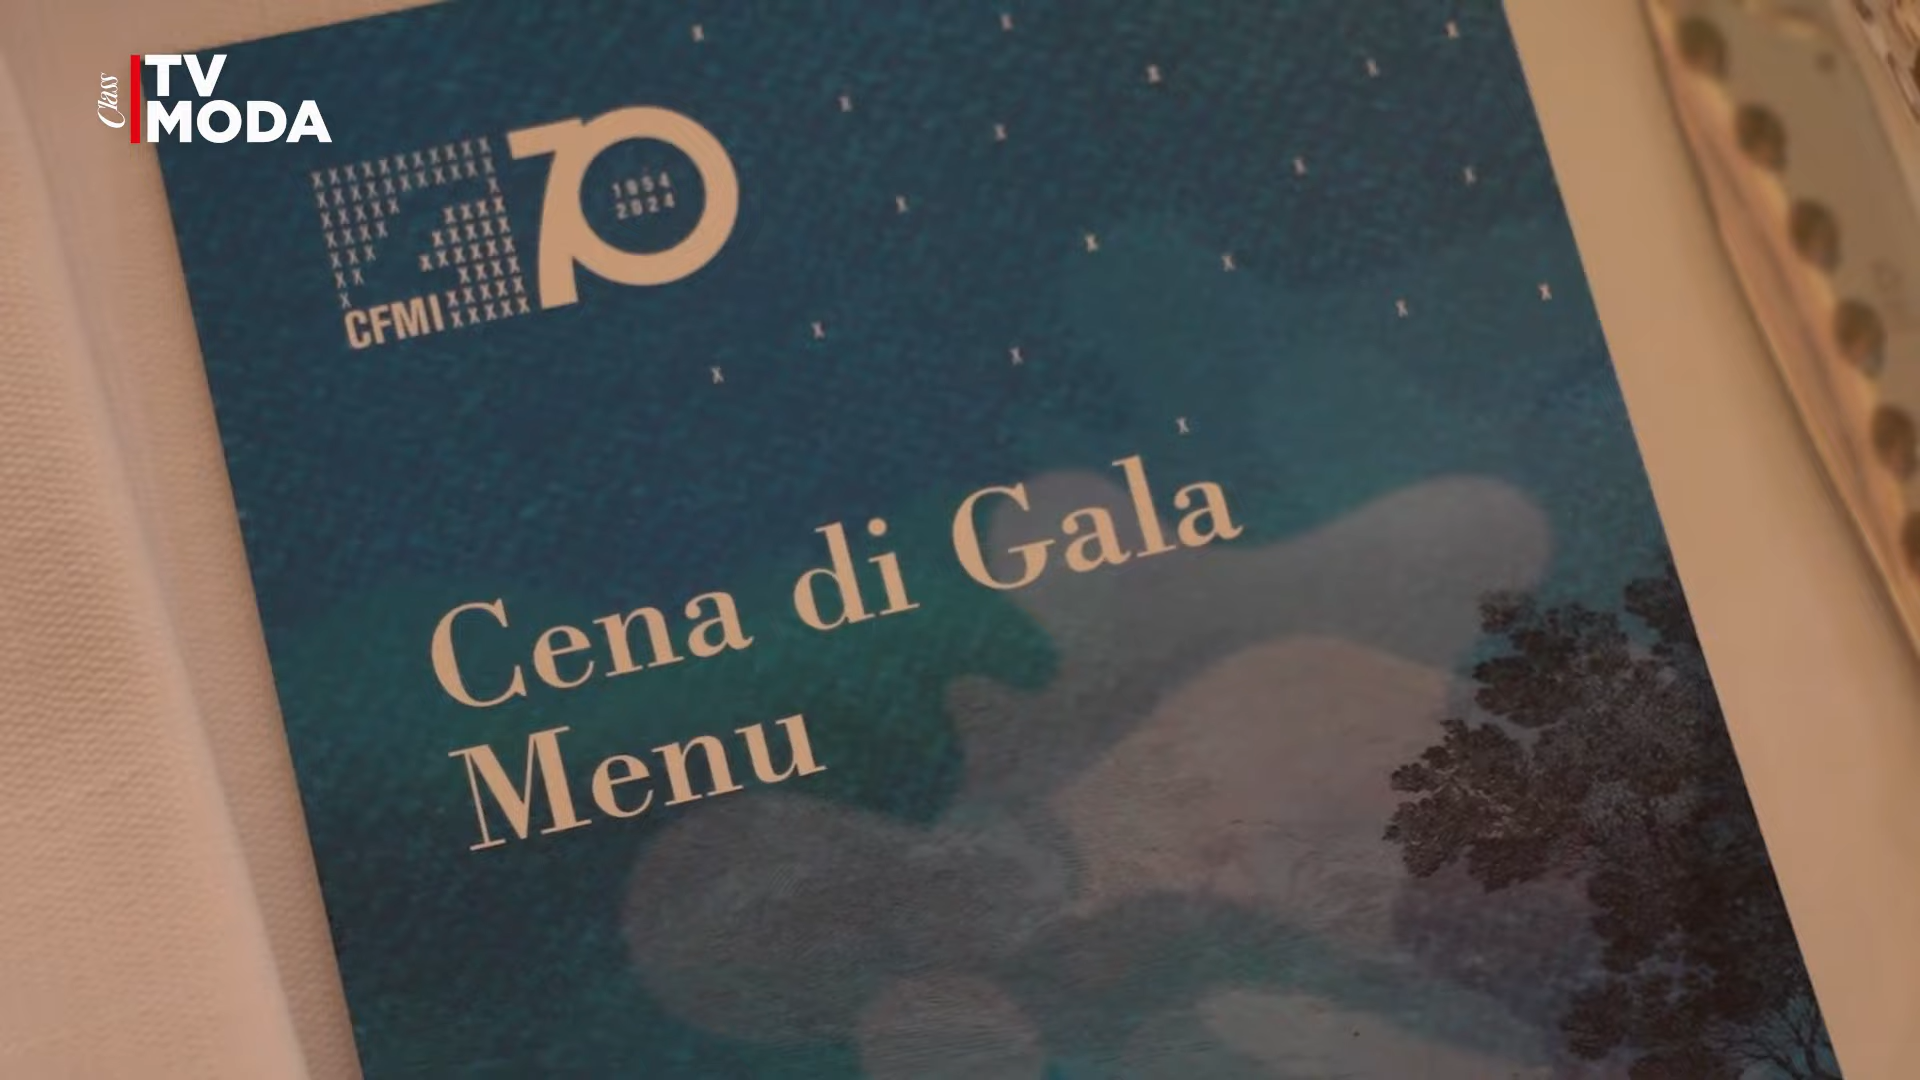 Class
TV
MODA
70
1954
2024
CFMI
Cena di Gala
Menu